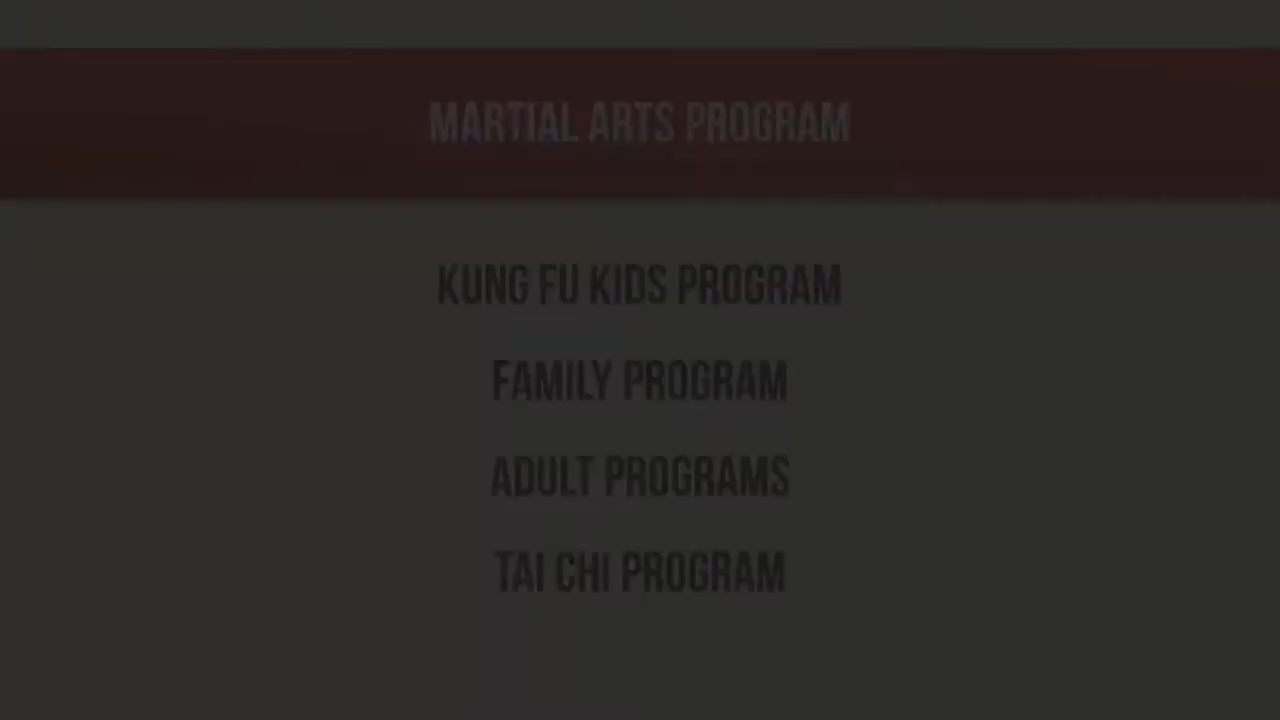 MARTIAL ARTS PROGRAM
KUNG FU KIDS PROGRAM
FAMILY PROGRAM
ADULT PROGRAMS
TAI CHI PROGRAM